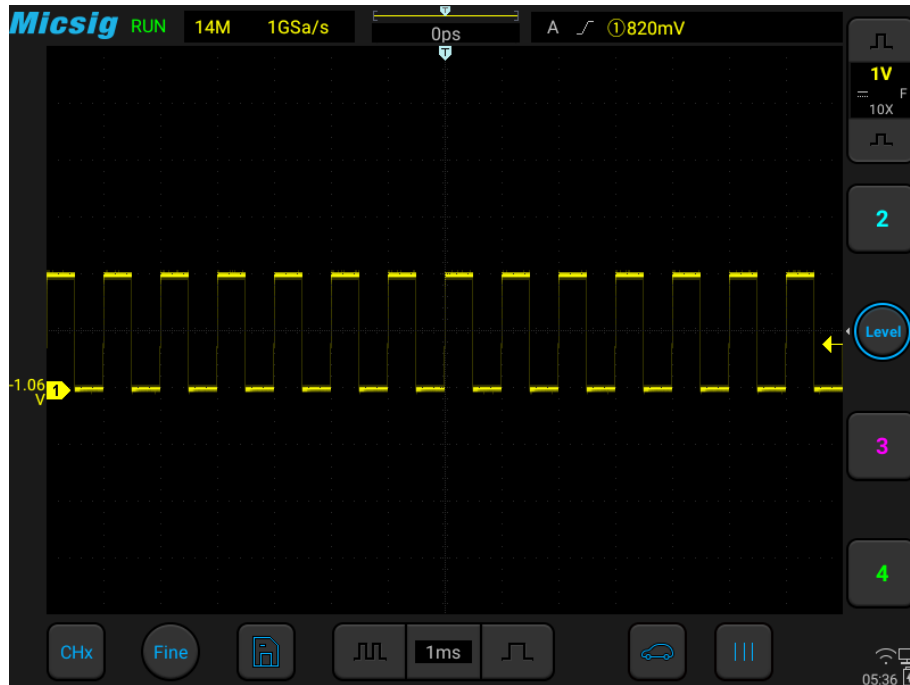 Micsig RUN 14M 1GSa/s 0ps A ①820mV
T
T
1V
F
10X
2
Level
-1.06
V
1
3
4
CHx Fine 1ms
05:36